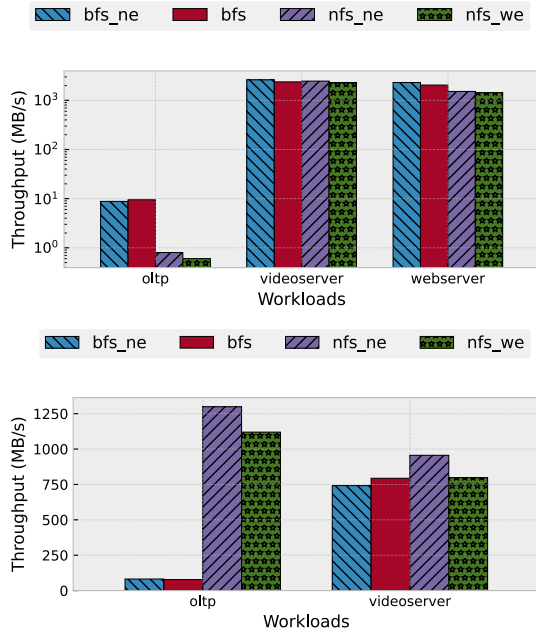 bfs_ne bfs nfs_ne nfs_we
Throughput (MB/s)
10³
10²
10¹
10⁰
oltp videoserver webserver
Workloads
bfs_ne bfs nfs_ne nfs_we
Throughput (MB/s)
1250
1000
750
500
250
0
oltp videoserver
Workloads